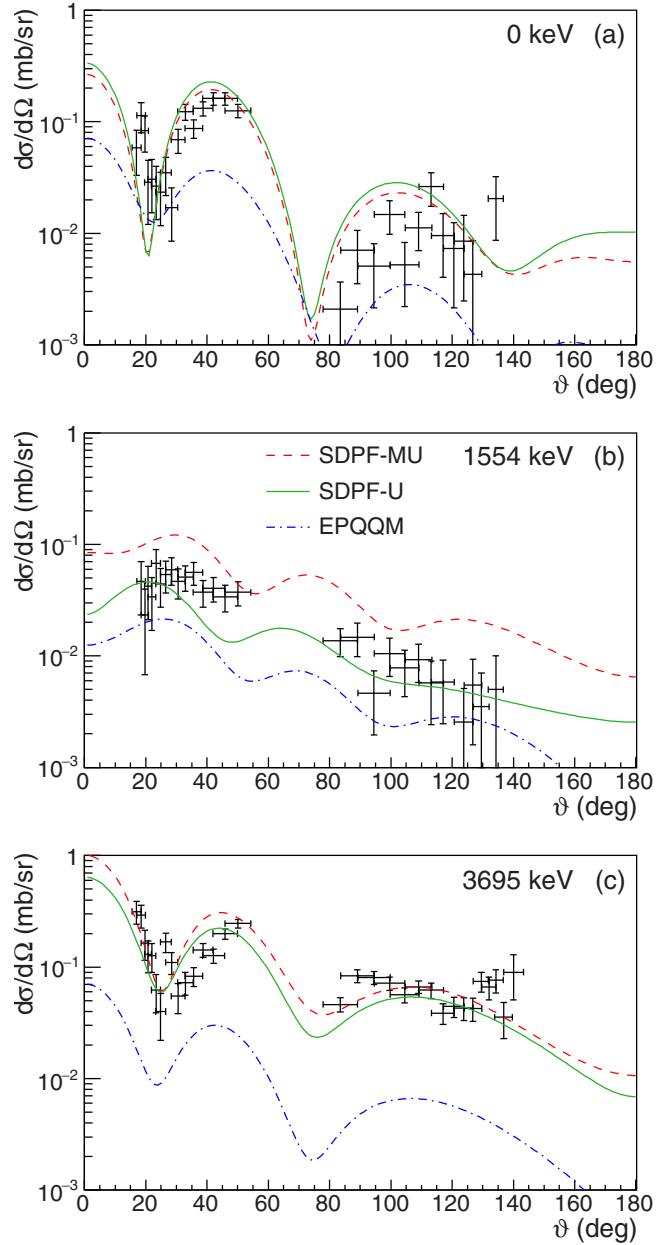 dσ/dΩ (mb/sr)
0 keV (a)
1
10⁻¹
10⁻²
10⁻³
0 20 40 60 80 100 120 140 160 180
ϑ (deg)
dσ/dΩ (mb/sr)
1554 keV (b)
SDPF-MU
SDPF-U
EPQQM
1
10⁻¹
10⁻²
10⁻³
0 20 40 60 80 100 120 140 160 180
ϑ (deg)
dσ/dΩ (mb/sr)
3695 keV (c)
1
10⁻¹
10⁻²
10⁻³
0 20 40 60 80 100 120 140 160 180
ϑ (deg)